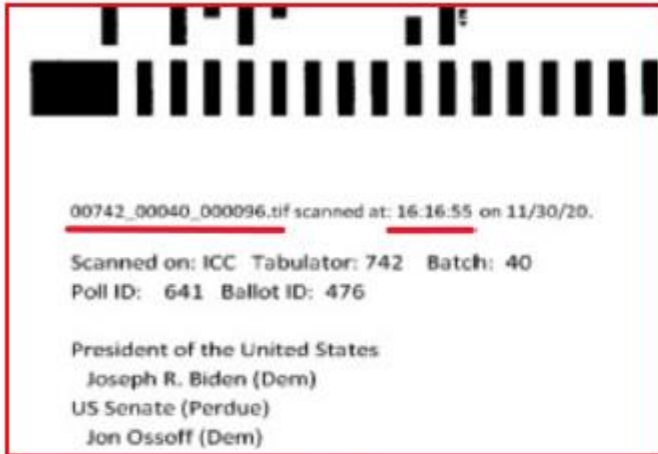 00742_00040_000096.tif scanned at: 16:16:55 on 11/30/20.
Scanned on: ICC Tabulator: 742 Batch: 40
Poll ID: 641 Ballot ID: 476
President of the United States
Joseph R. Biden (Dem)
US Senate (Perdue)
Jon Ossoff (Dem)